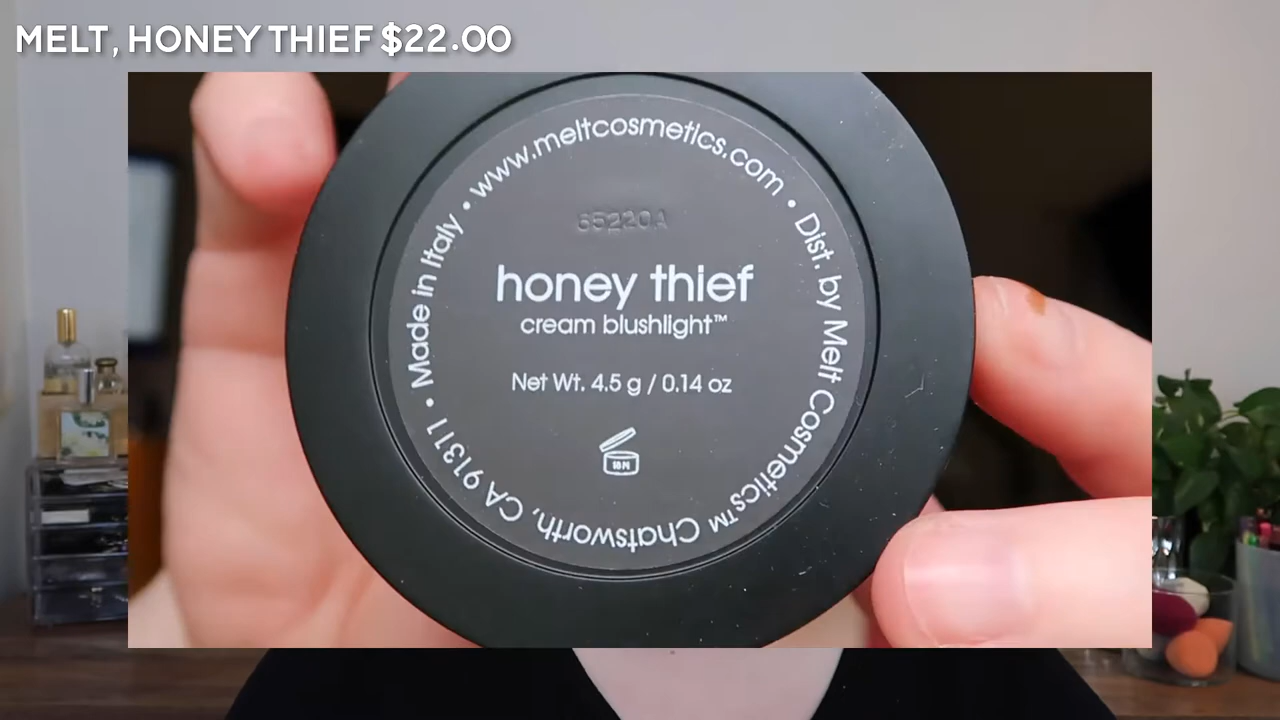 MELT, HONEY THIEF $22.00
www.meltcosmetics.com • Dist. by Melt Cosmetics™ Chatsworth, CA 91311 • Made in Italy •
65220A
honey thief
cream blushlight™
Net Wt. 4.5 g / 0.14 oz